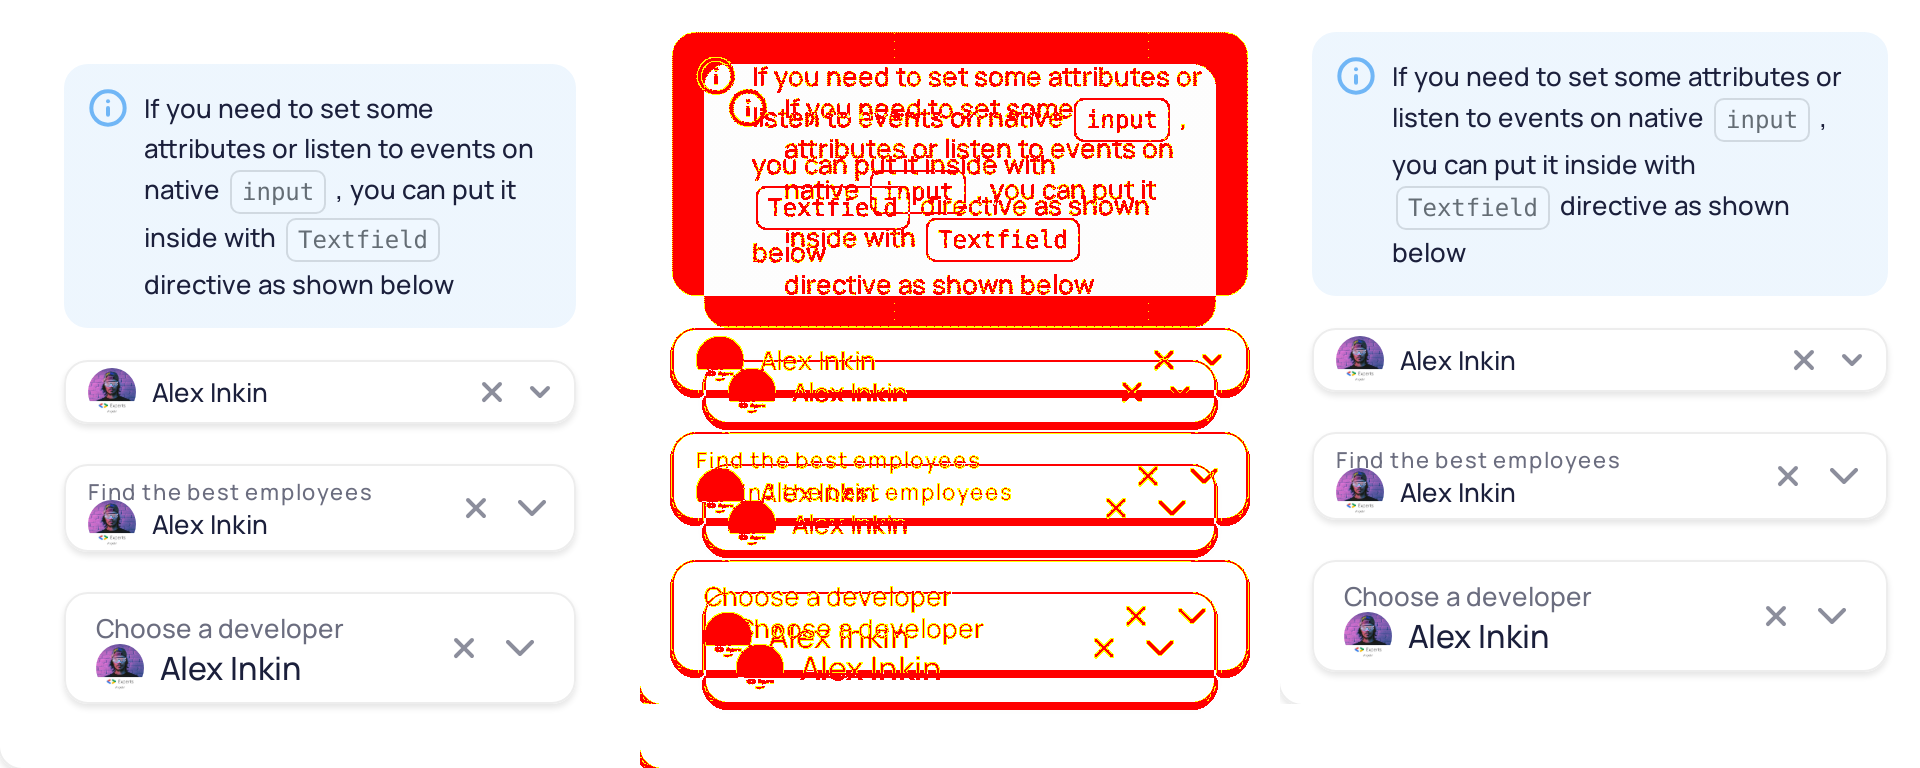 If you need to set some
attributes or listen to events on
native input , you can put it
inside with Textfield
directive as shown below
Alex Inkin
Find the best employees
Alex Inkin
Choose a developer
Alex Inkin
If you need to set some attributes or
listen to events on native input ,
you can put it inside with
Textfield directive as shown
below
If you need to set some
attributes or listen to events on
native input , you can put it
inside with Textfield
directive as shown below
Alex Inkin
Alex Inkin
Find the best employees
Alex Inkin
Find the best employees
Alex Inkin
Choose a developer
Alex Inkin
Choose a developer
Alex Inkin
If you need to set some attributes or
listen to events on native input ,
you can put it inside with
Textfield directive as shown
below
Alex Inkin
Find the best employees
Alex Inkin
Choose a developer
Alex Inkin